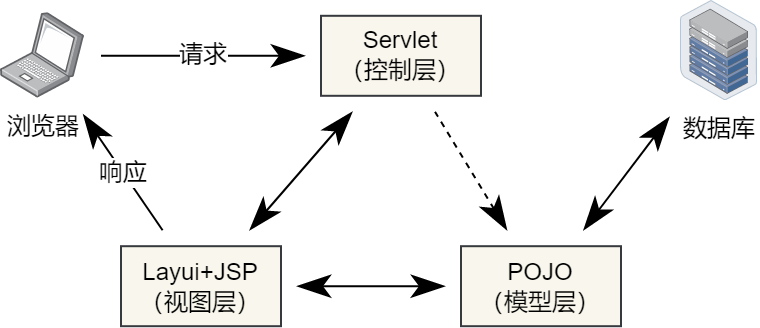 请求
Servlet
（控制层）
浏览器
数据库
响应
Layui+JSP
（视图层）
POJO
（模型层）